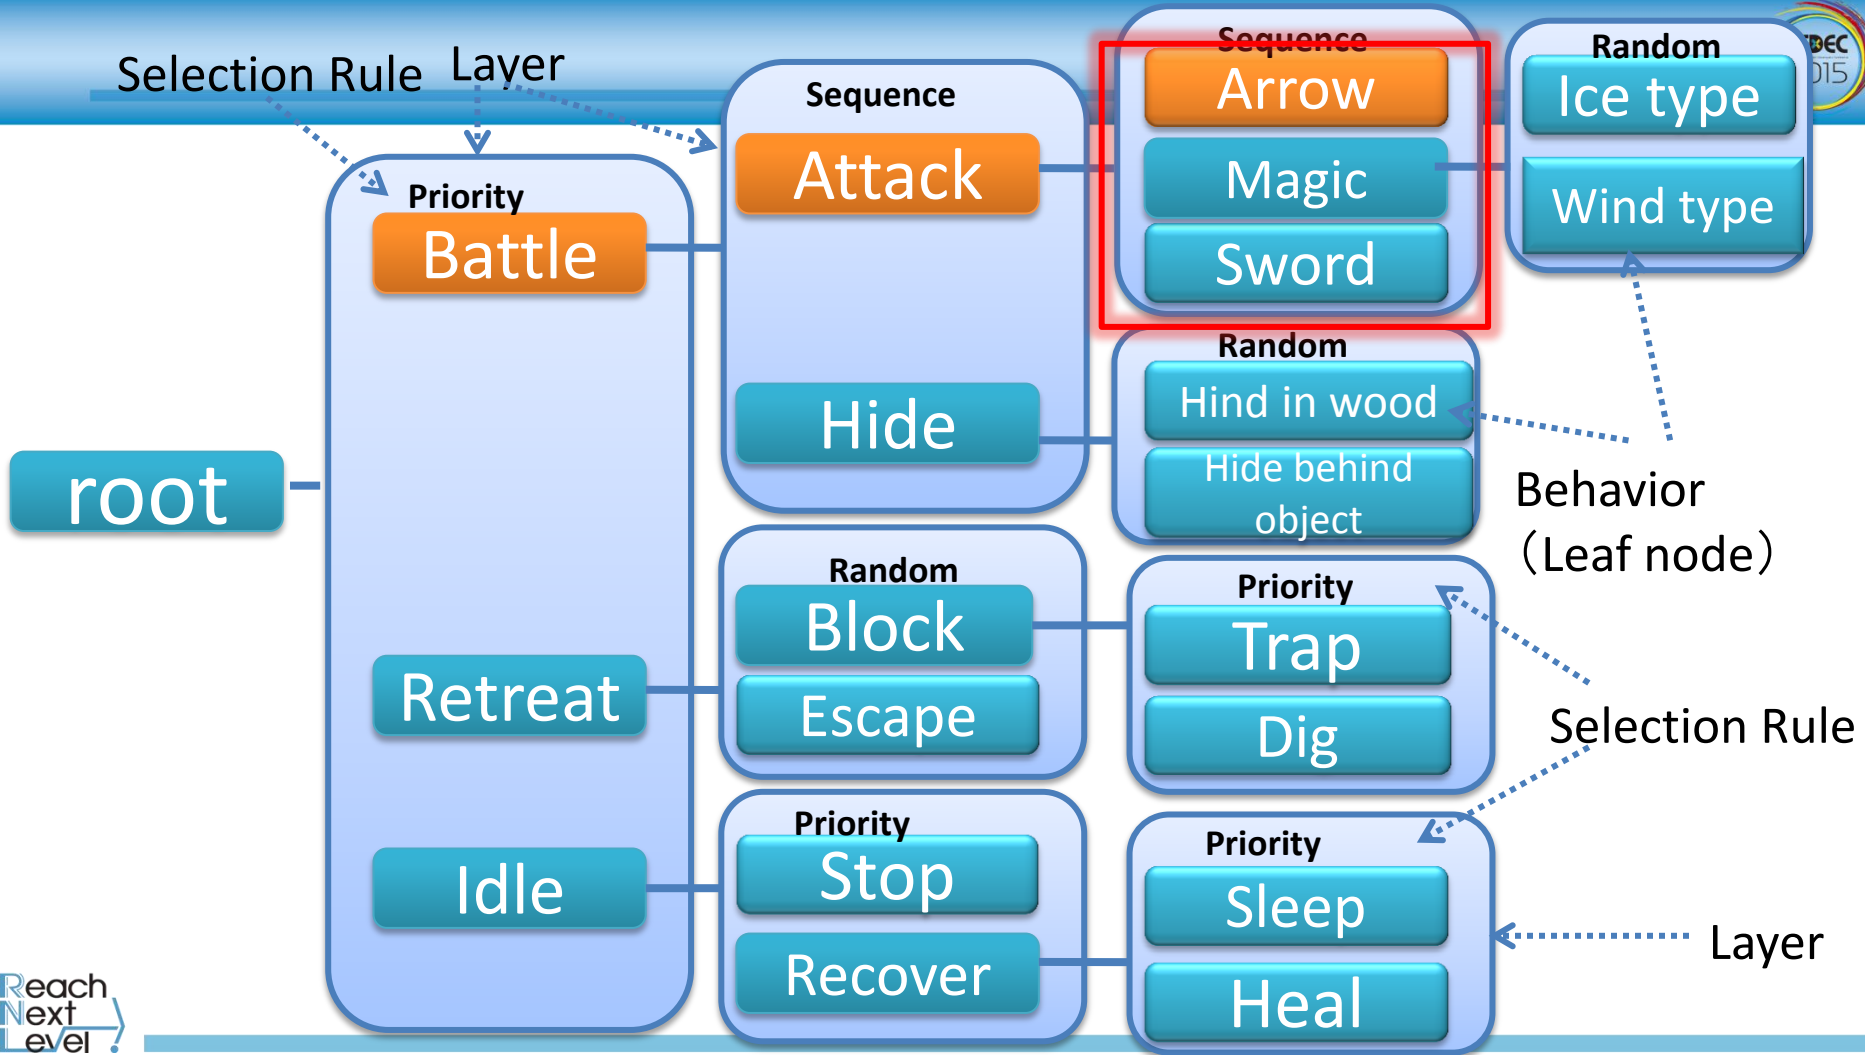 Selection Rule
Layer
Sequence
Random
Arrow
Ice type
Sequence
Attack
Magic
Wind type
Priority
Battle
Sword
Random
Hind in wood
Hide
Hide behind
object
root
Behavior
（Leaf node）
Random
Block
Priority
Trap
Retreat
Escape
Dig
Selection Rule
Priority
Stop
Priority
Idle
Sleep
Recover
Layer
Heal
Reach
Next
Level
2015